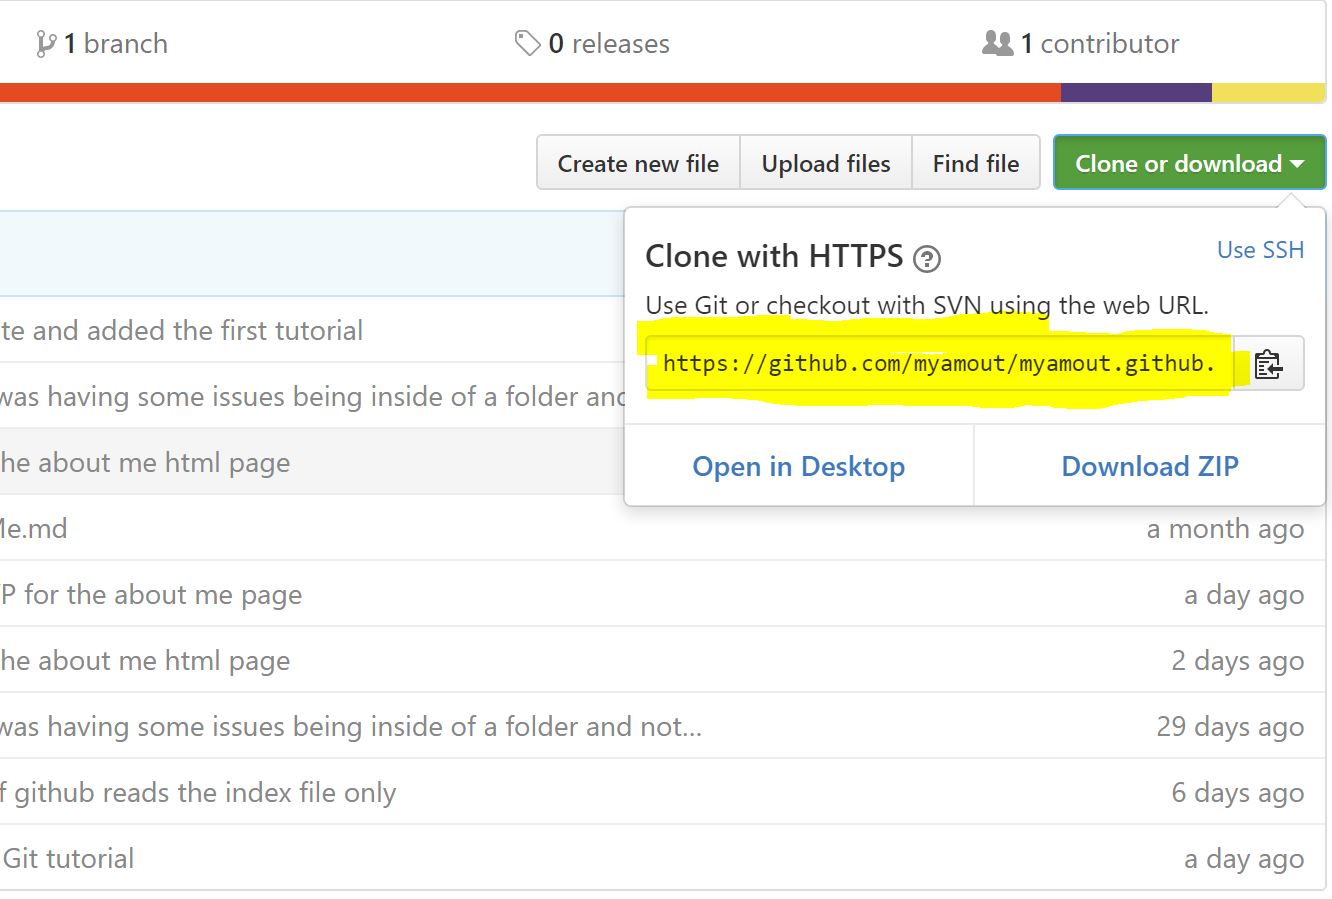 1 branch
0 releases
1 contributor
Create new file
Upload files
Find file
Clone or download
Clone with HTTPS
Use SSH
Use Git or checkout with SVN using the web URL.
https://github.com/myamout/myamout.github.
Open in Desktop
Download ZIP
te and added the first tutorial
was having some issues being inside of a folder and
he about me html page
Me.md a month ago
P for the about me page a day ago
he about me html page 2 days ago
was having some issues being inside of a folder and not... 29 days ago
f github reads the index file only 6 days ago
Git tutorial a day ago